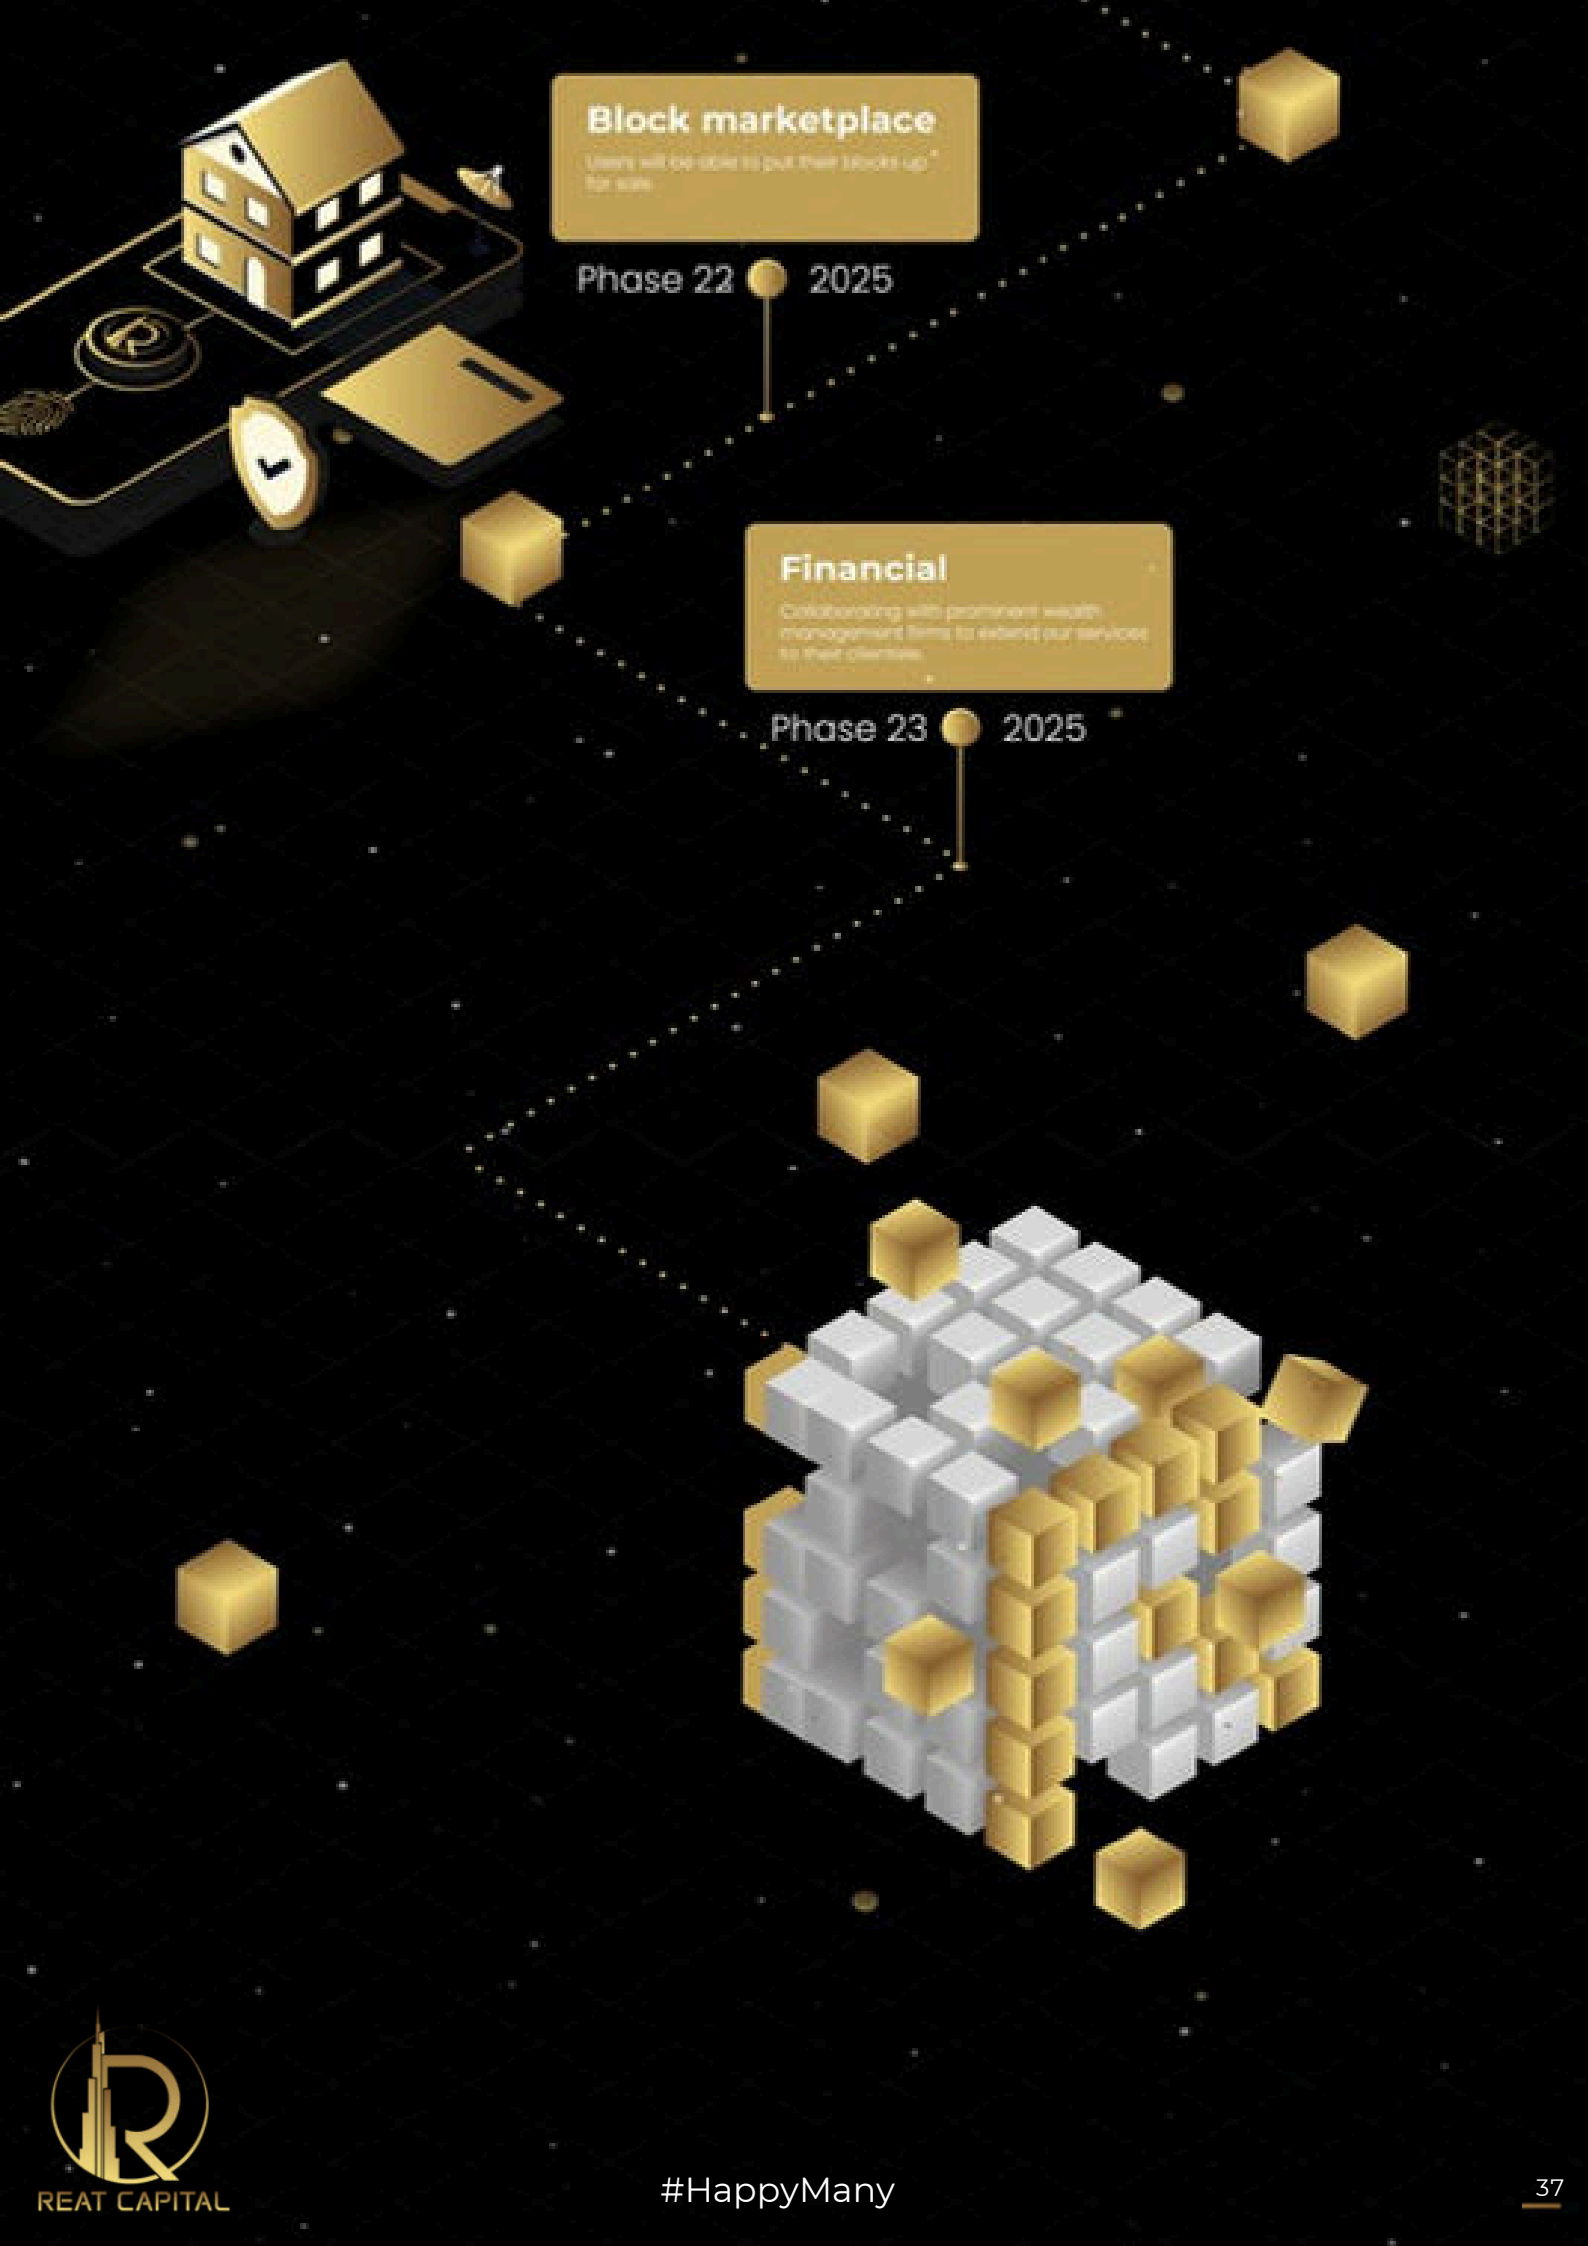 Block marketplace
Users will be able to put their blocks up
for sale.
Phase 22 2025
Financial
Collaborating with prominent wealth
management firms to extend our services
to their clientele.
Phase 23 2025
REAT CAPITAL
#HappyMany
37